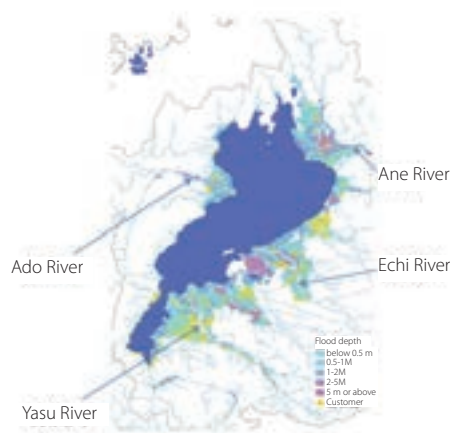 Ane River
Ado River
Echi River
Yasu River
Flood depth
below 0.5 m
0.5-1M
1-2M
2-5M
5 m or above
Customer